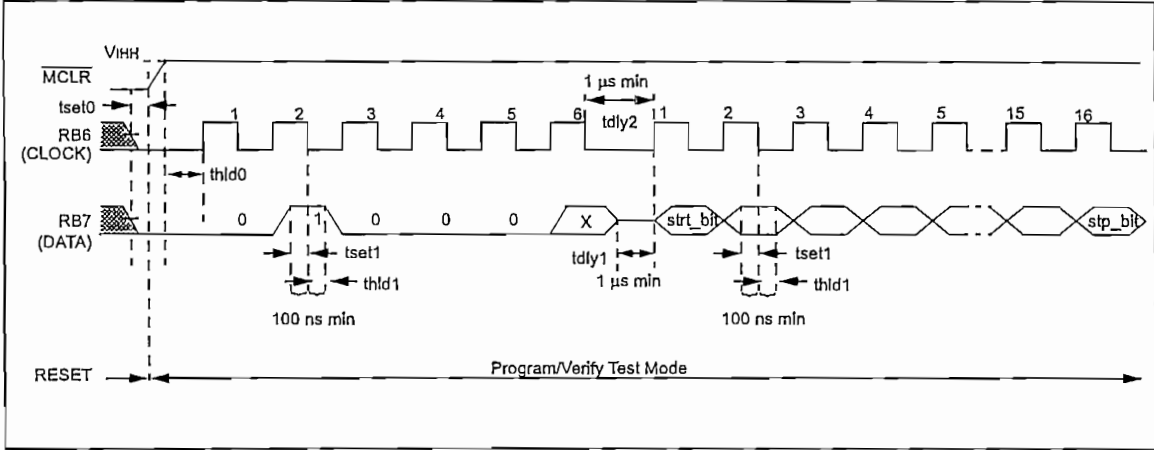 VIHH
MCLR
1 µs min
tset0
1 2 3 4 5 6 tdly2 1 2 3 4 5 15 16
RB6
(CLOCK)
thld0
RB7
(DATA)
0 1 0 0 0 X strt_bit stp_bit
tset1 tdly1 tset1
thld1 1 µs min thld1
100 ns min 100 ns min
RESET Program/Verify Test Mode